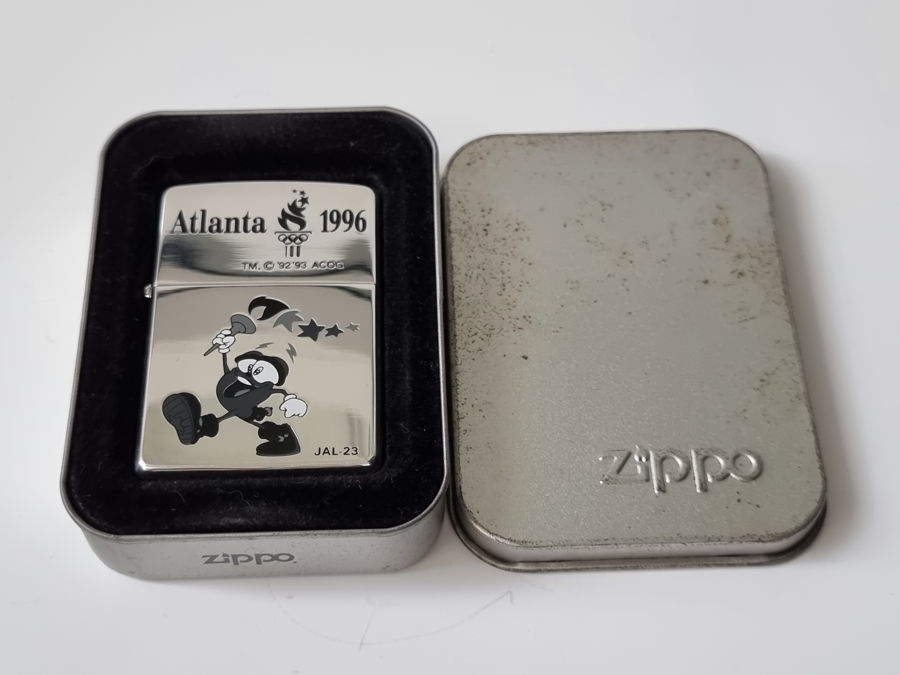 Atlanta 1996
TM, © '92 '93 ACOG
JAL-23
zippo
zippo